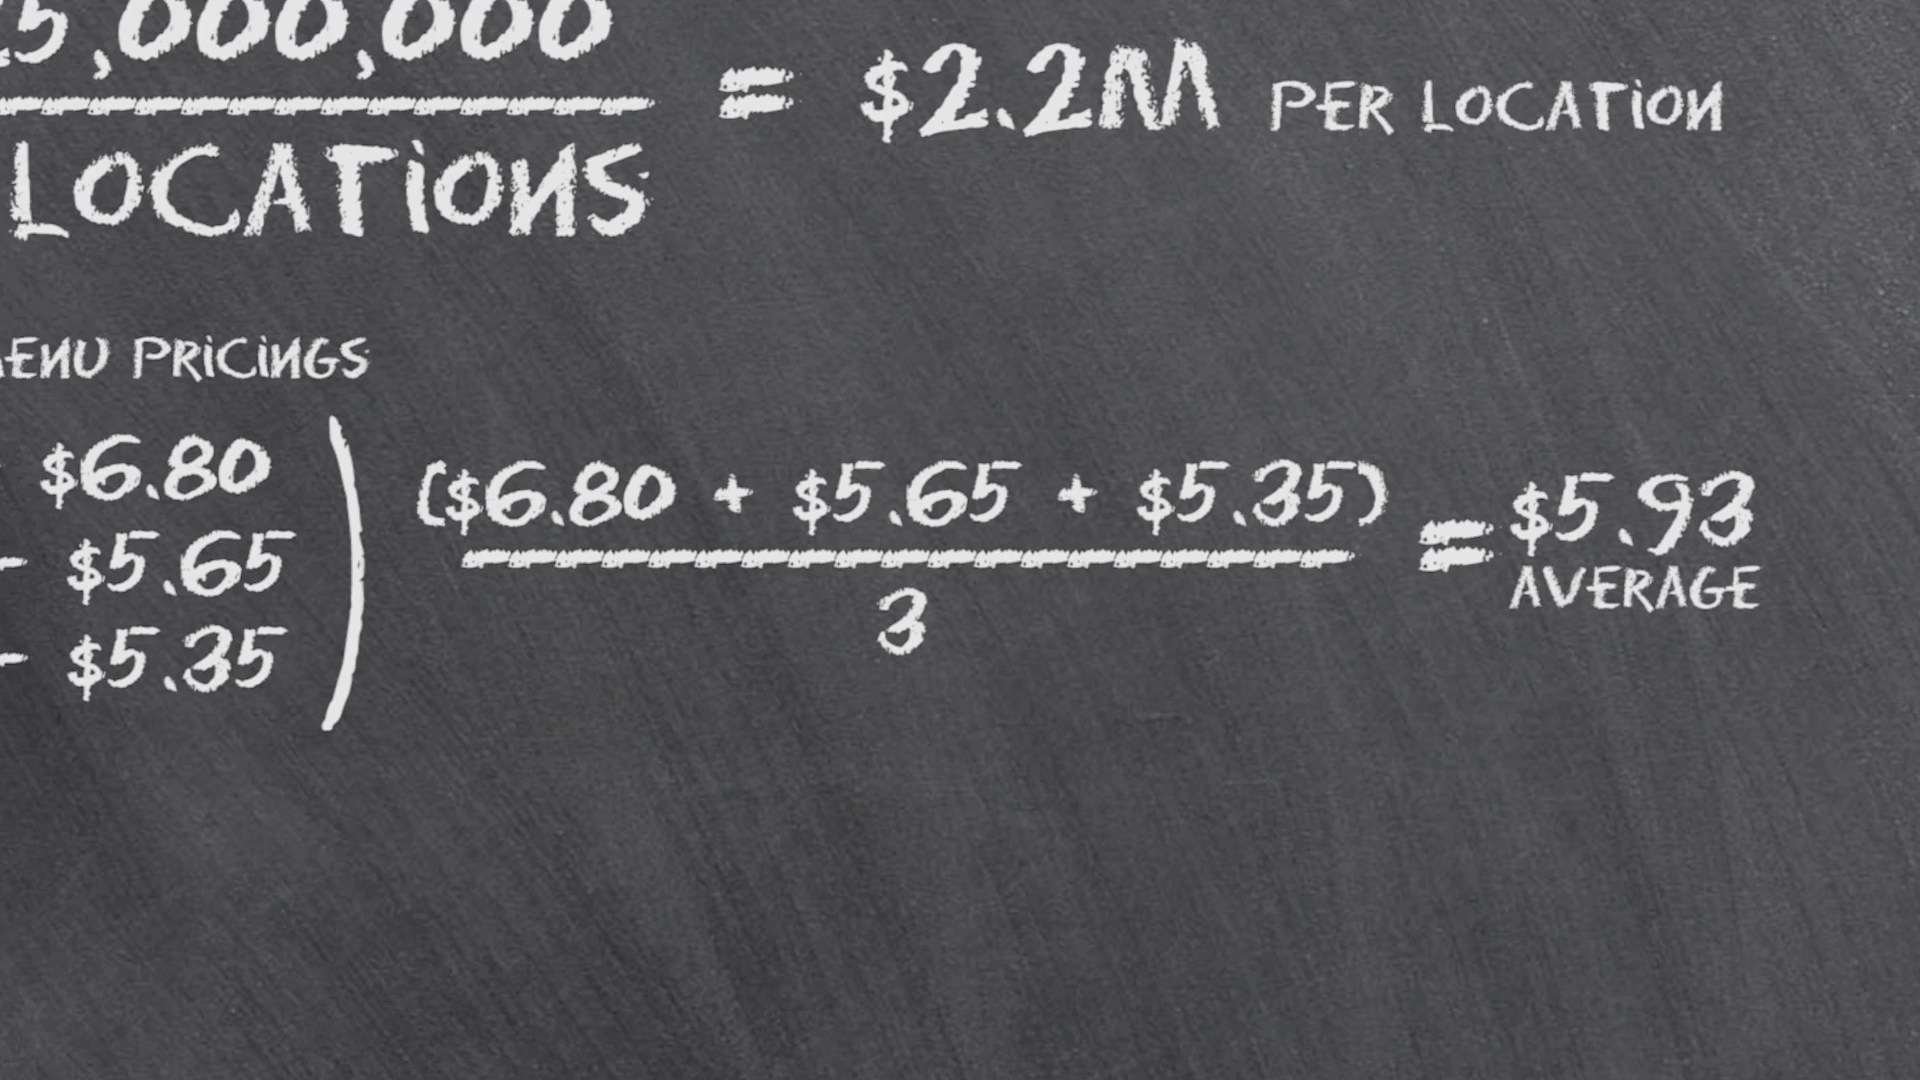 5,000,000
= $2.2M PER LOCATION
LOCATIONS
MENU PRICINGS
$6.80
- $5.65
- $5.35
($6.80 + $5.65 + $5.35)
3
= $5.93
AVERAGE